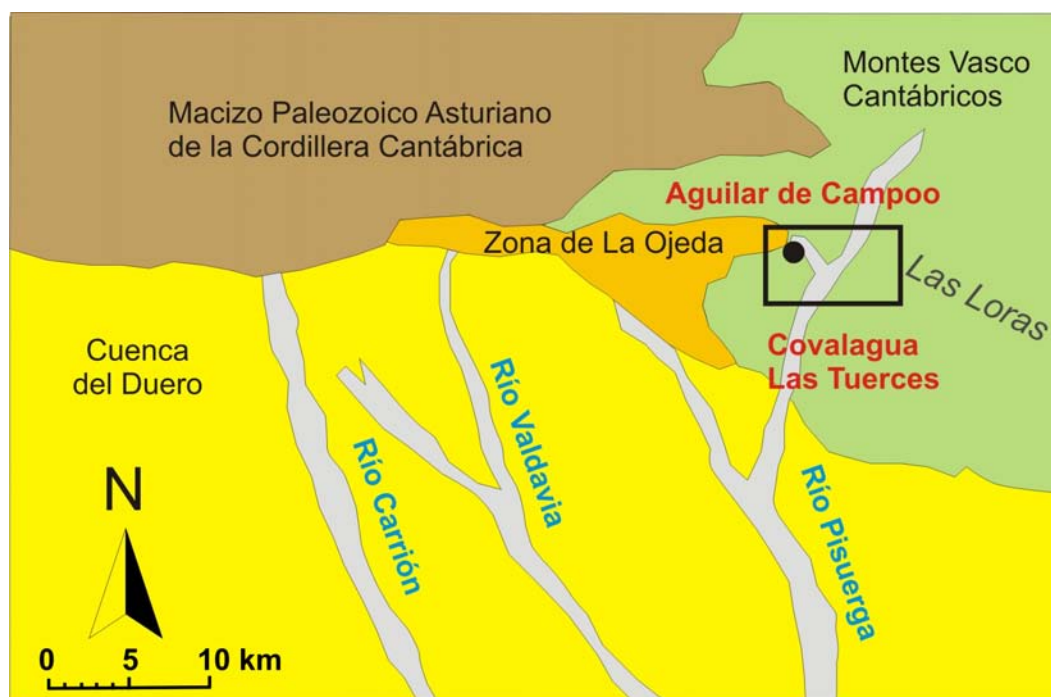 Montes Vasco
Cantábricos
Macizo Paleozoico Asturiano
de la Cordillera Cantábrica
Aguilar de Campoo
Zona de La Ojeda
Las Loras
Covalagua
Las Tuerces
Cuenca
del Duero
Río Valdavia
Río Carrión
Río Pisuerga
N
0 5 10 km